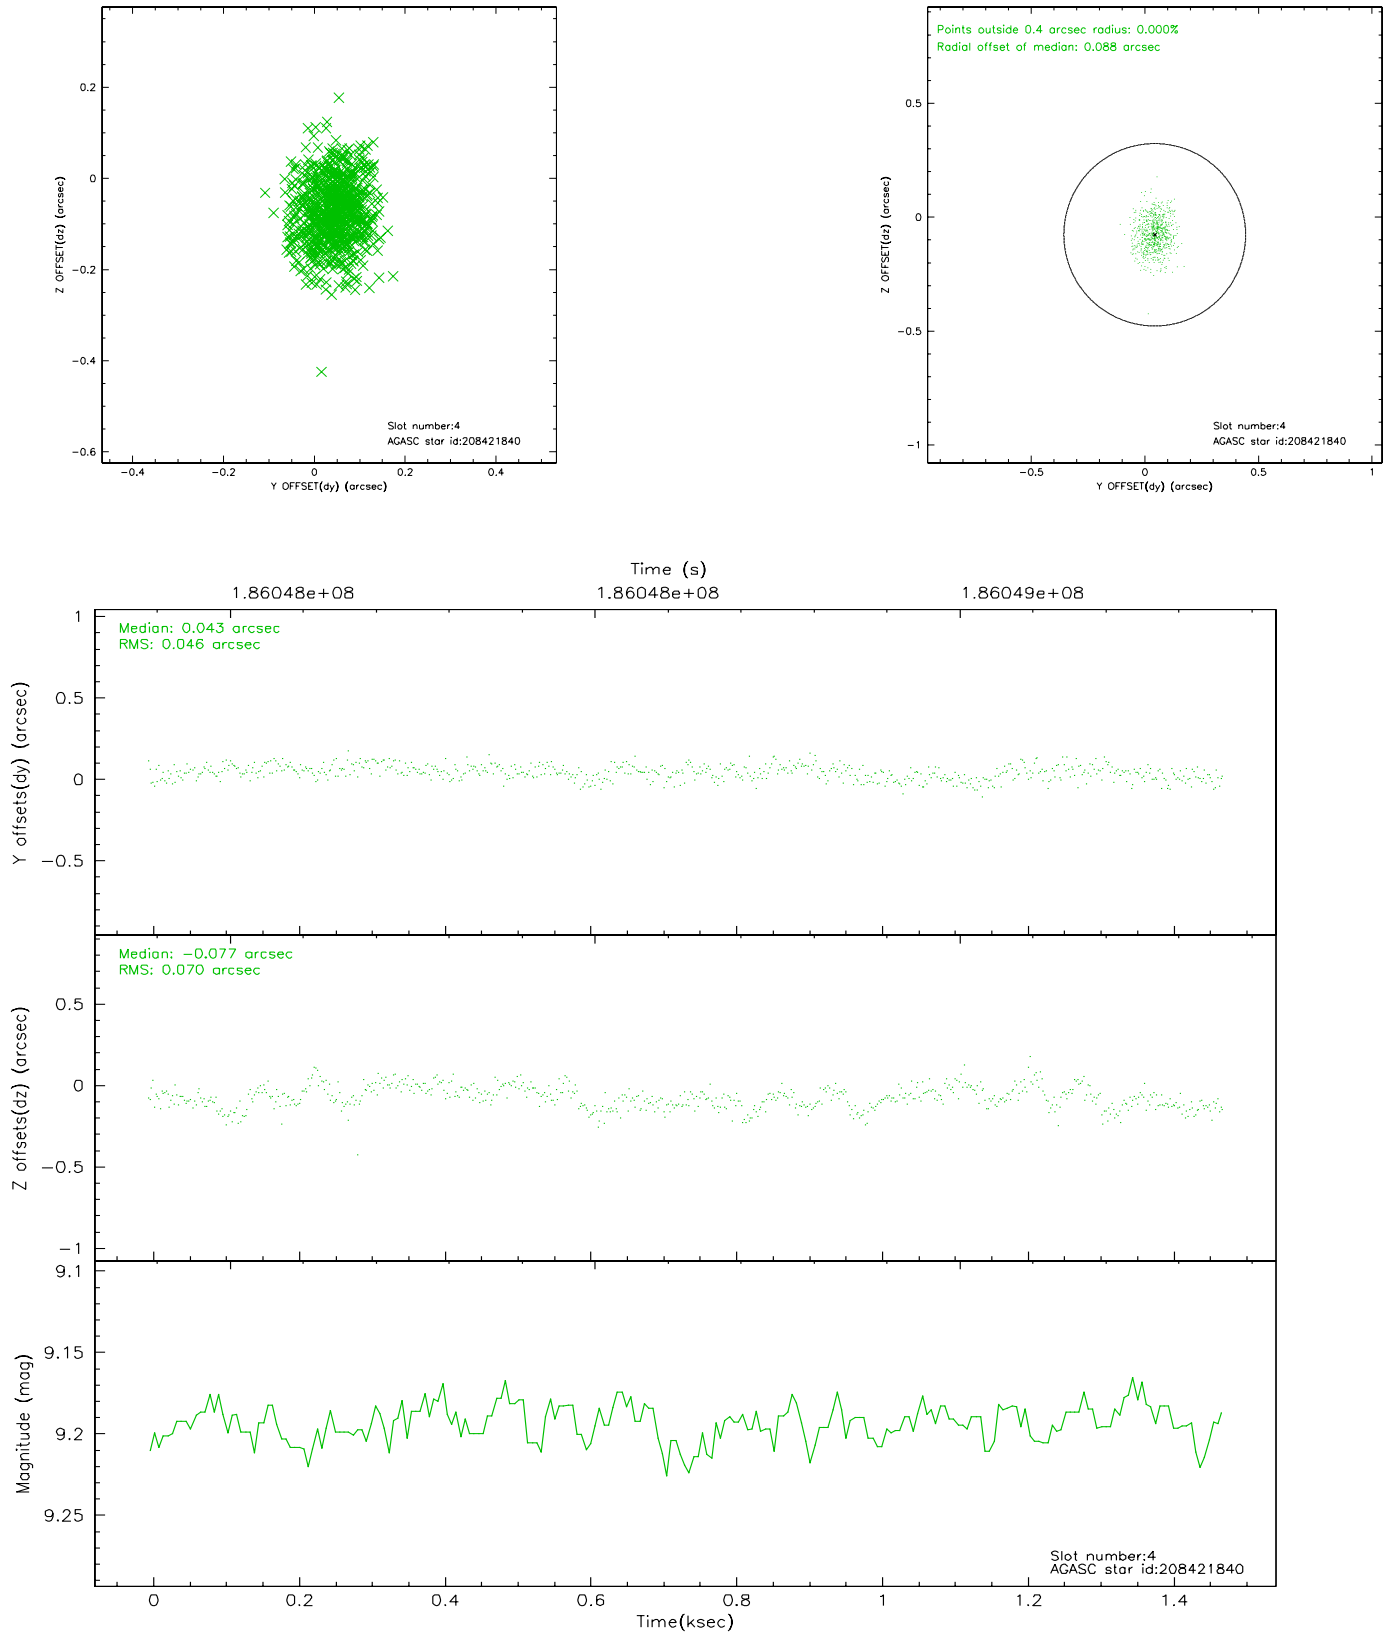 0.2
0
−0.2
−0.4
−0.6
Z OFFSET(dz) (arcsec)
Slot number:4
AGASC star id:208421840
−0.4 −0.2 0 0.2 0.4
Y OFFSET(dy) (arcsec)
Points outside 0.4 arcsec radius: 0.000%
Radial offset of median: 0.088 arcsec
0.5
0
−0.5
−1
Z OFFSET(dz) (arcsec)
Slot number:4
AGASC star id:208421840
−0.5 0 0.5 1
Y OFFSET(dy) (arcsec)
Time (s)
1.86048e+08 1.86048e+08 1.86049e+08
Median: 0.043 arcsec
RMS: 0.046 arcsec
1
0.5
0
−0.5
Y offsets(dy) (arcsec)
Median: −0.077 arcsec
RMS: 0.070 arcsec
0.5
0
−0.5
−1
Z offsets(dz) (arcsec)
9.1
9.15
9.2
9.25
Magnitude (mag)
Slot number:4
AGASC star id:208421840
0 0.2 0.4 0.6 0.8 1 1.2 1.4
Time(ksec)